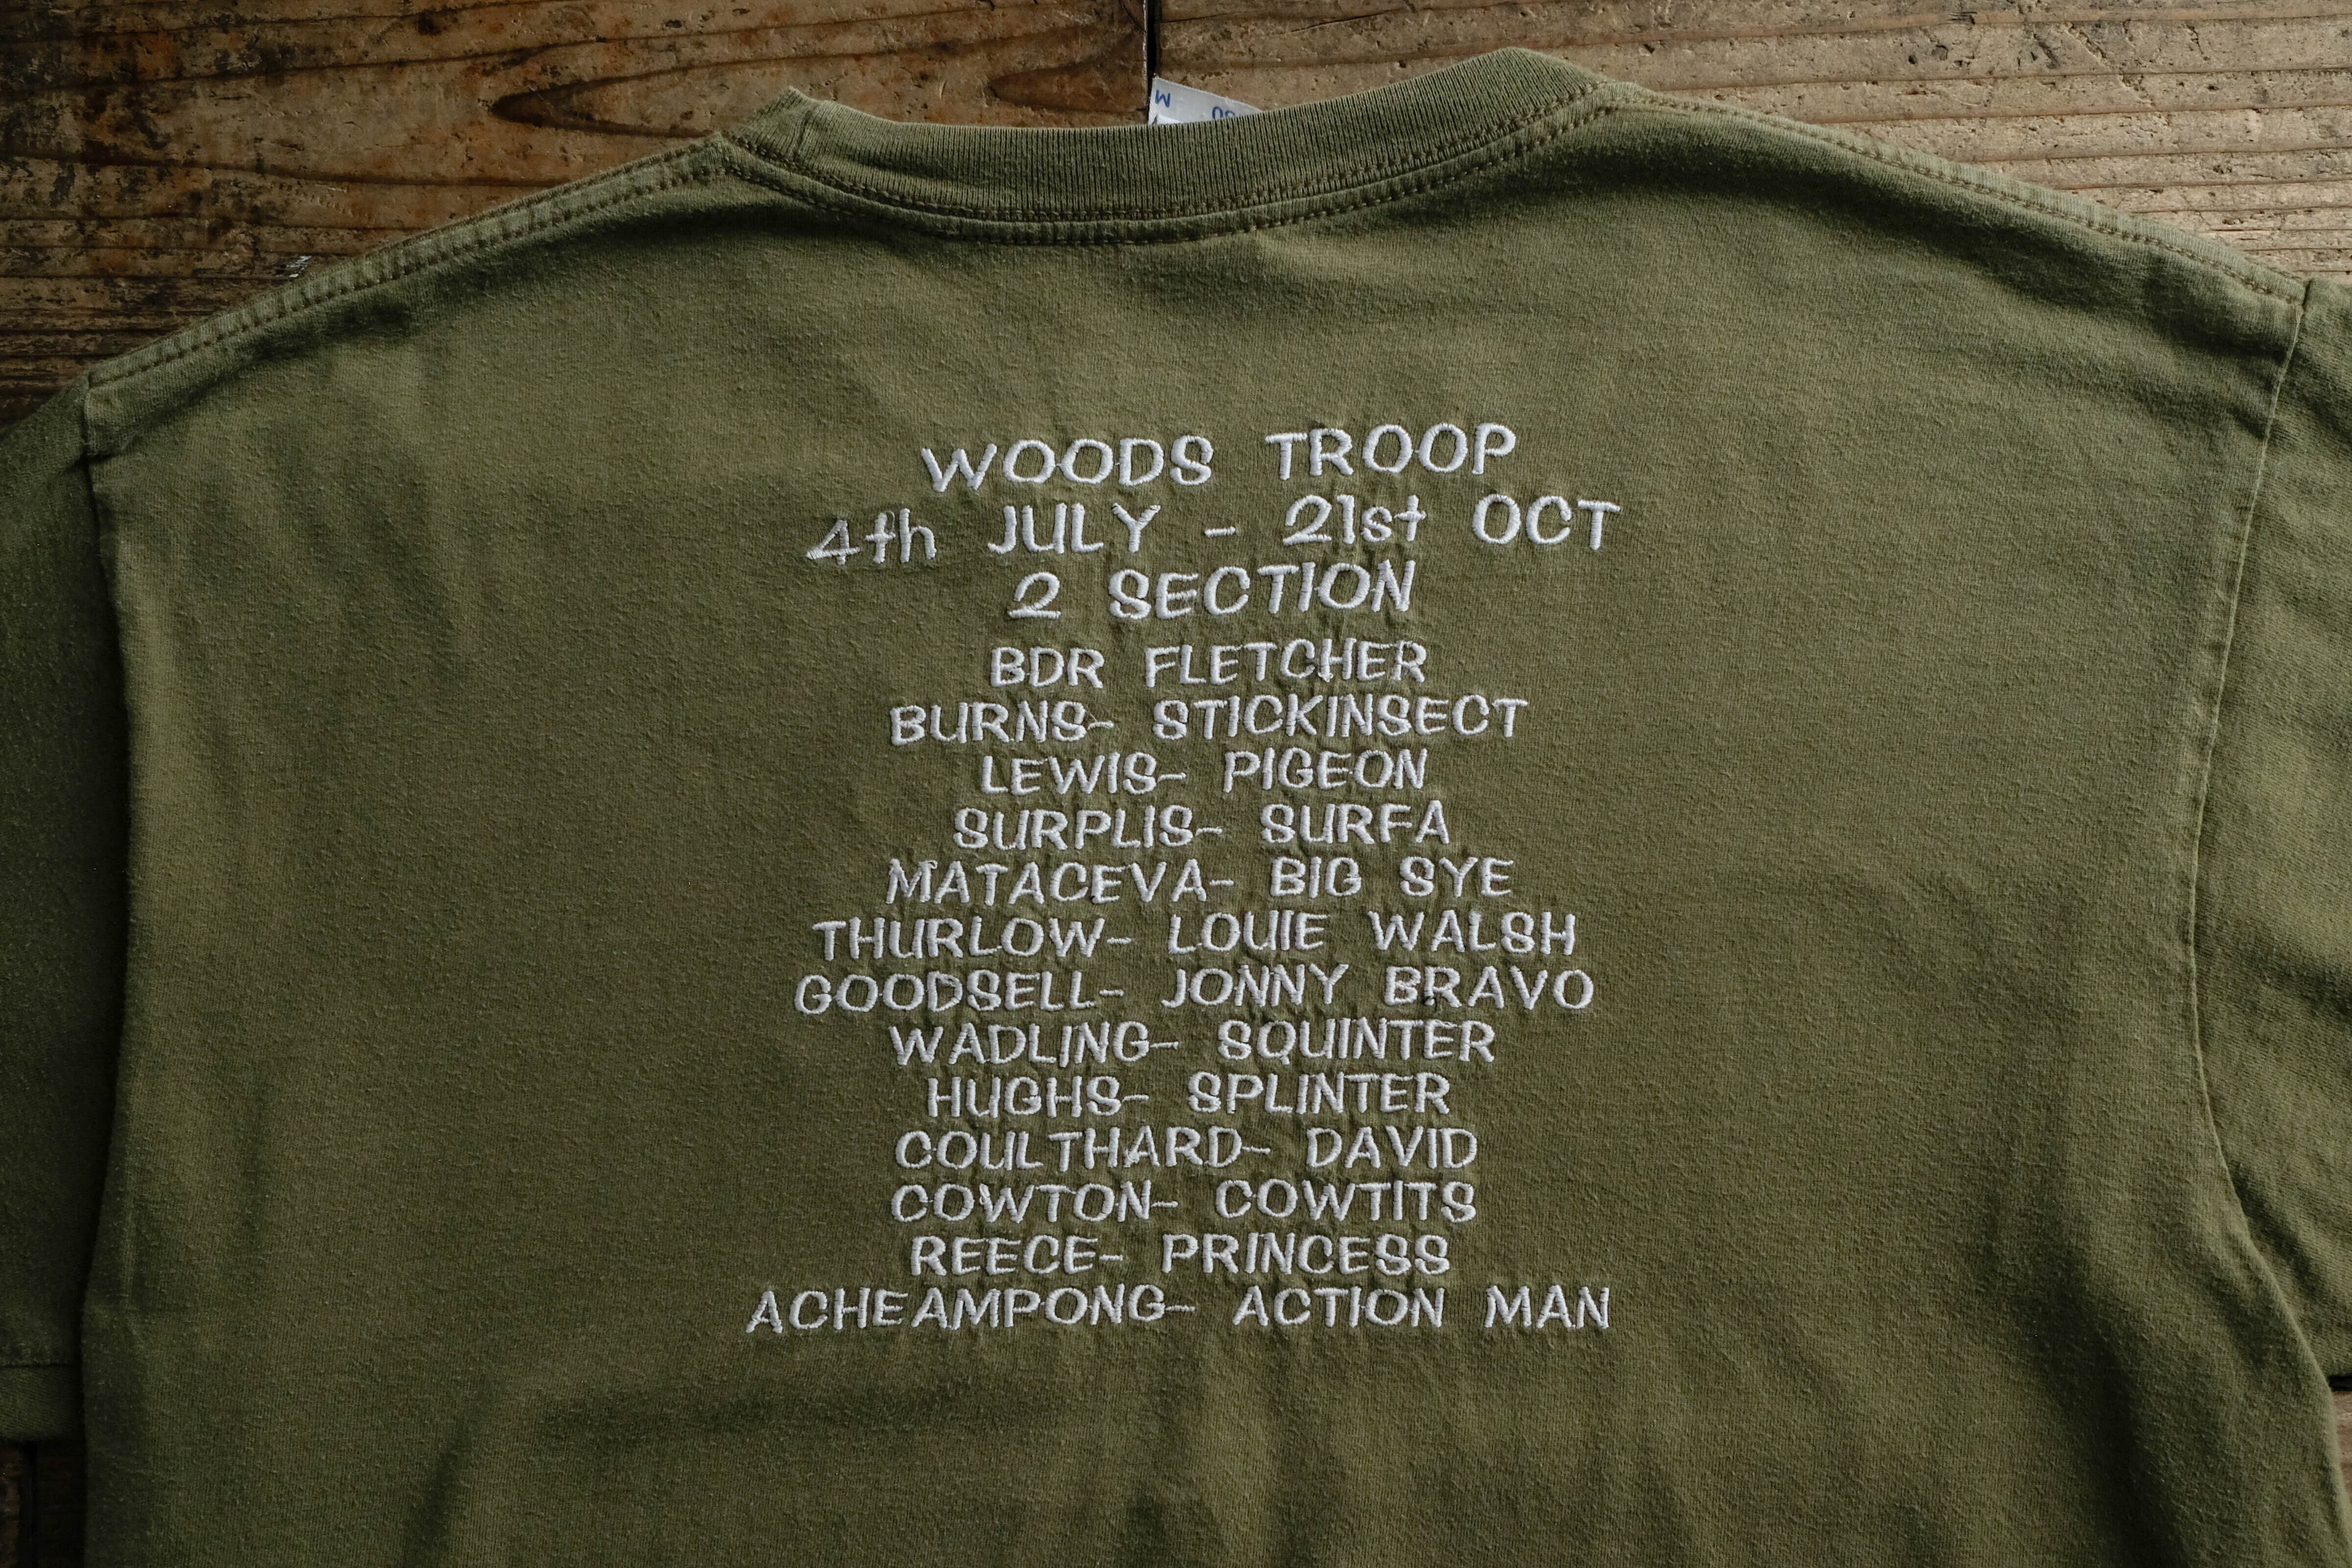 M
WOODS TROOP
4th JULY - 21st OCT
2 SECTION
BDR FLETCHER
BURNS- STICKINSECT
LEWIS- PIGEON
SURPLIS- SURFA
MATACEVA- BIG SYE
THURLOW- LOUIE WALSH
GOODSELL- JONNY BRAVO
WADLING- SQUINTER
HUGHS- SPLINTER
COULTHARD- DAVID
COWTON- COWTITS
REECE- PRINCESS
ACHEAMPONG- ACTION MAN